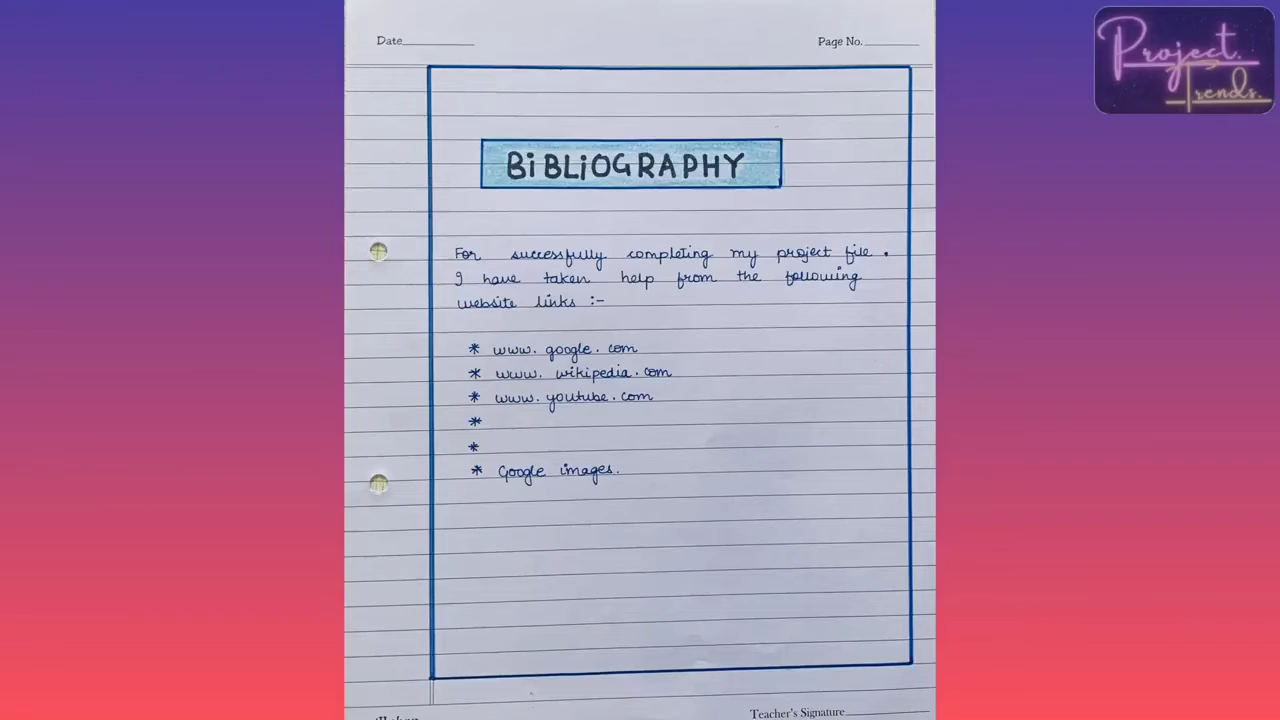 Date
Page No.
Project.
Trends.
BiBLiOGRAPHY
For successfully completing my project file.
I have taken help from the following
website links :-
* www.google.com
* www.wikipedia.com
* www.youtube.com
*
*
* Google images.
Teacher's Signature